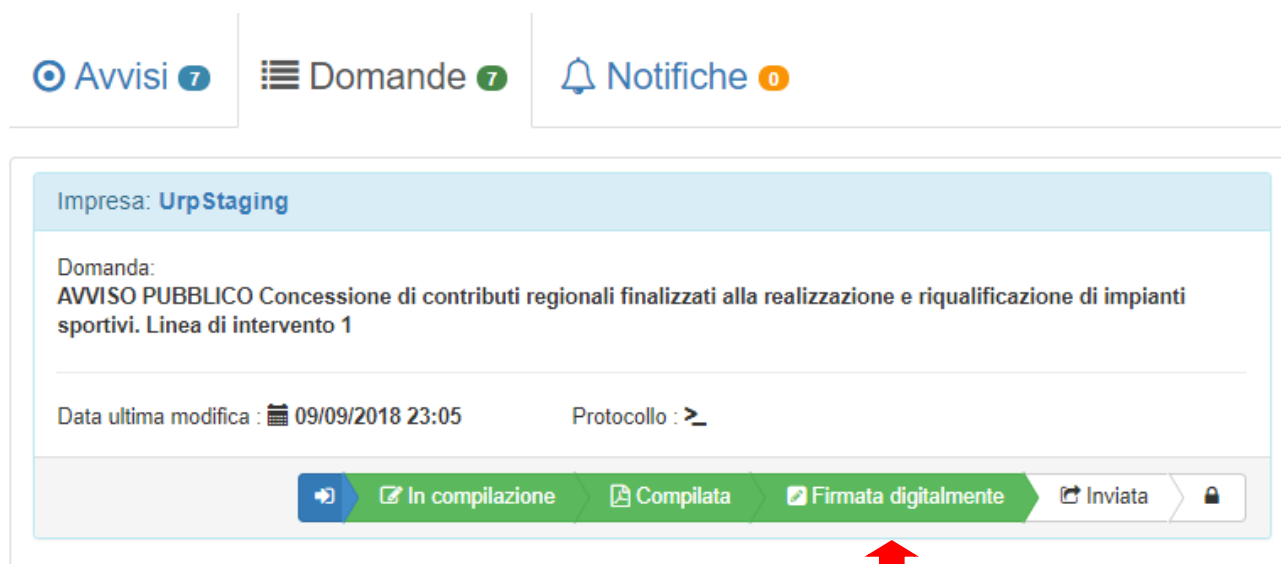 Avvisi 7 Domande 7 Notifiche 0
Impresa: UrpStaging
Domanda:
AVVISO PUBBLICO Concessione di contributi regionali finalizzati alla realizzazione e riqualificazione di impianti
sportivi. Linea di intervento 1
Data ultima modifica : 09/09/2018 23:05 Protocollo : >_
In compilazione Compilata Firmata digitalmente Inviata